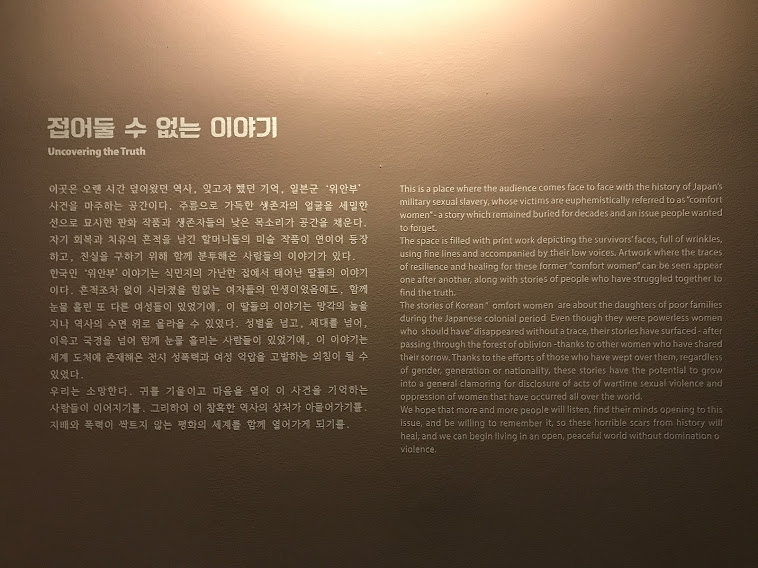 접어둘 수 없는 이야기
Uncovering the Truth
이곳은 오랜 시간 덮어왔던 역사, 잊고자 했던 기억, 일본군 '위안부'
사건을 마주하는 공간이다. 주름으로 가득한 생존자의 얼굴을 세밀한
선으로 묘사한 판화 작품과 생존자들의 낮은 목소리가 공간을 채운다.
자기 회복과 치유의 흔적을 남긴 할머니들의 미술 작품이 연이어 등장
하고, 진실을 구하기 위해 함께 분투해온 사람들의 이야기가 있다.
한국인 '위안부' 이야기는 식민지의 가난한 집에서 태어난 딸들의 이야기
이다. 흔적조차 없이 사라졌을 힘없는 여자들의 인생이었음에도, 함께
눈물 흘린 또 다른 여성들이 있었기에, 이 딸들의 이야기는 망각의 늪을
지나 역사의 수면 위로 올라올 수 있었다. 성별을 넘고, 세대를 넘어,
이윽고 국경을 넘어 함께 눈물 흘리는 사람들이 있었기에, 이 이야기는
세계 도처에 존재해온 전시 성폭력과 여성 억압을 고발하는 외침이 될 수
있었다.
우리는 소망한다. 귀를 기울이고 마음을 열어 이 사건을 기억하는
사람들이 이어지기를. 그리하여 이 참혹한 역사의 상처가 아물어가기를.
지배와 폭력이 싹트지 않는 평화의 세계를 함께 열어가게 되기를.
This is a place where the audience comes face to face with the history of Japan's
military sexual slavery, whose victims are euphemistically referred to as "comfort
women"- a story which remained buried for decades and an issue people wanted
to forget.
The space is filled with print work depicting the survivors' faces, full of wrinkles,
using fine lines and accompanied by their low voices. Artwork where the traces
of resilience and healing for these former "comfort women" can be seen appear
one after another, along with stories of people who have struggled together to
find the truth.
The stories of Korean " omfort women are about the daughters of poor families
during the Japanese colonial period Even though they were powerless women
who should have" disappeared without a trace, their stories have surfaced - after
passing through the forest of oblivion -thanks to other women who have shared
their sorrow. Thanks to the efforts of those who have wept over them, regardless
of gender, generation or nationality, these stories have the potential to grow
into a general clamoring for disclosure of acts of wartime sexual violence and
oppression of women that have occurred all over the world.
We hope that more and more people will listen, find their minds opening to this
issue, and be willing to remember it, so these horrible scars from history will
heal, and we can begin living in an open, peaceful world without domination o
violence.